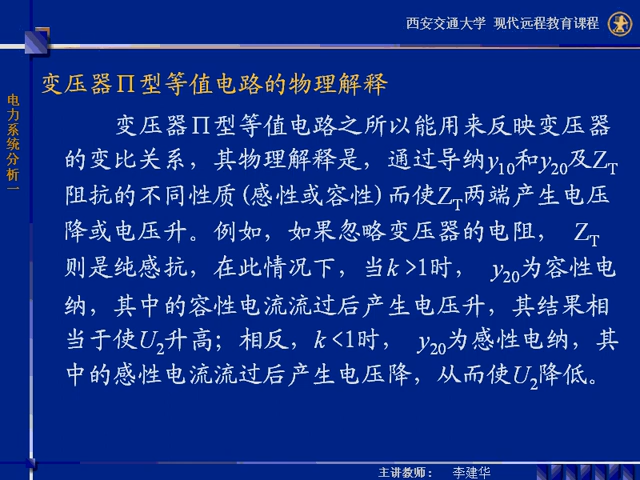 西安交通大学 现代远程教育课程
变压器Π型等值电路的物理解释
电力系统分析一
变压器Π型等值电路之所以能用来反映变压器
的变比关系，其物理解释是，通过导纳y10和y20及ZT
阻抗的不同性质(感性或容性)而使ZT两端产生电压
降或电压升。例如，如果忽略变压器的电阻， ZT
则是纯感抗，在此情况下，当k >1时， y20为容性电
纳，其中的容性电流流过后产生电压升，其结果相
当于使U2升高；相反，k <1时， y20为感性电纳，其
中的感性电流流过后产生电压降，从而使U2降低。
主讲教师： 李建华